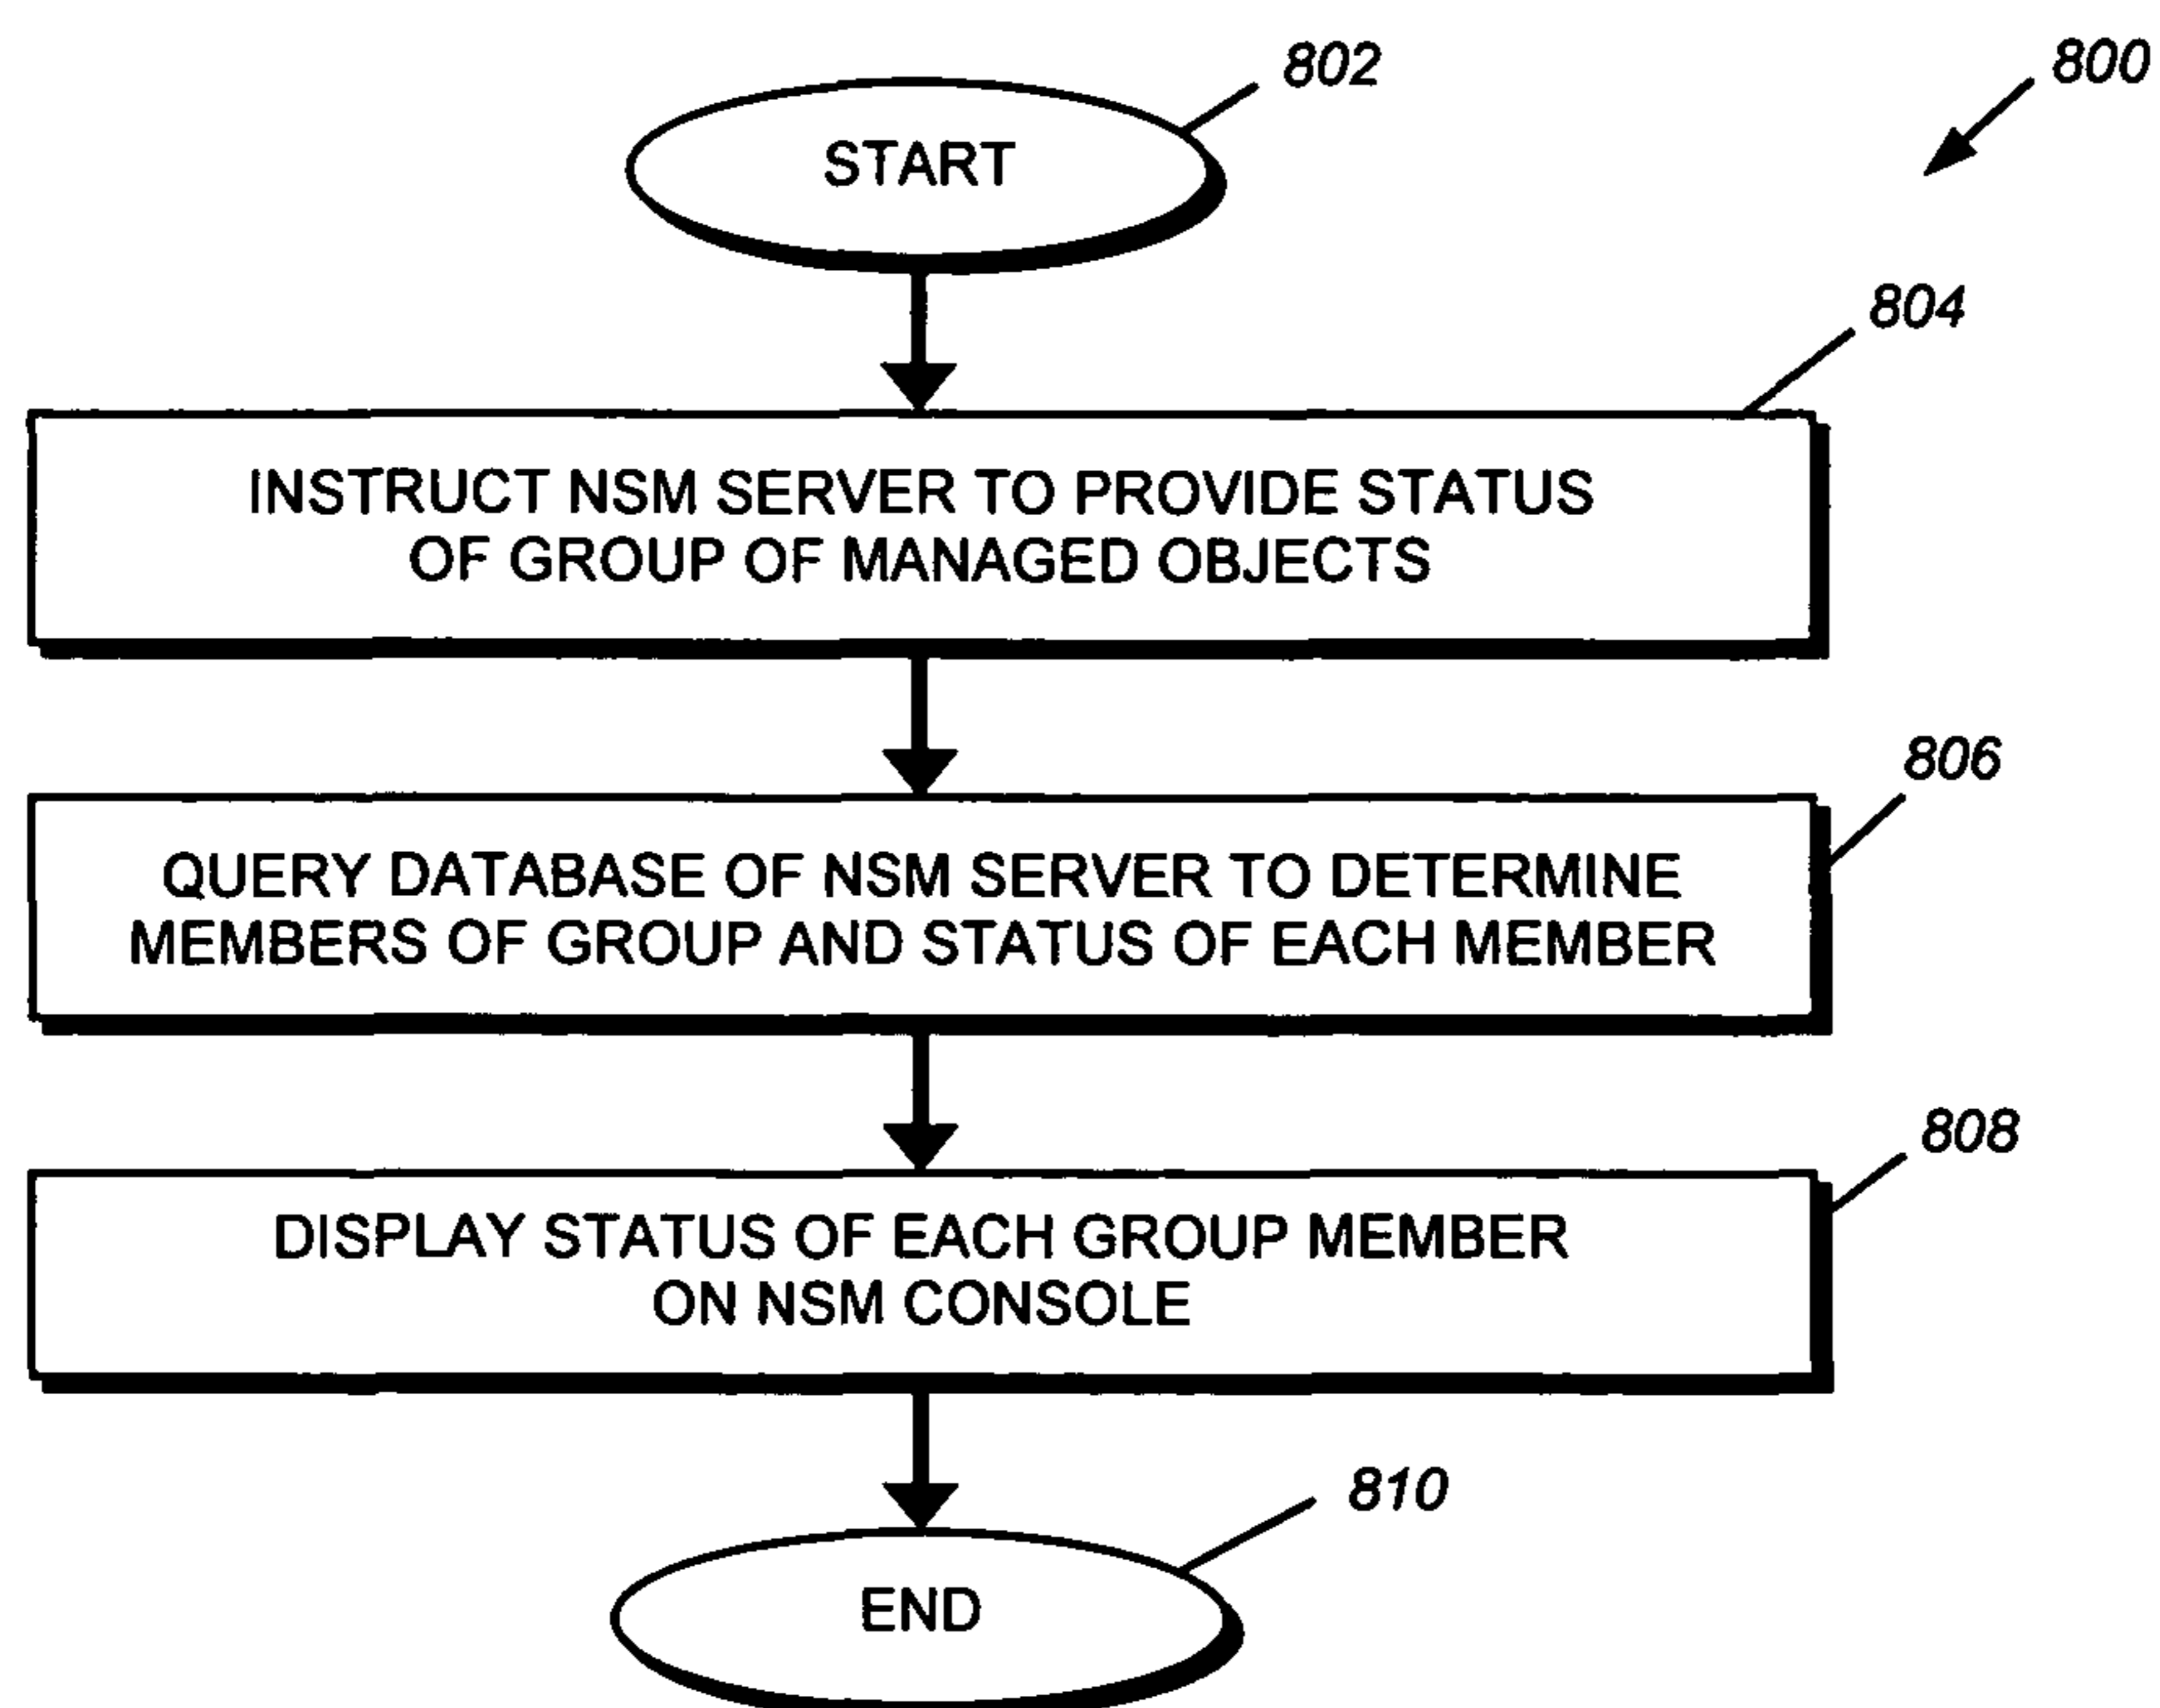 802
800
START
804
INSTRUCT NSM SERVER TO PROVIDE STATUS
OF GROUP OF MANAGED OBJECTS
806
QUERY DATABASE OF NSM SERVER TO DETERMINE
MEMBERS OF GROUP AND STATUS OF EACH MEMBER
808
DISPLAY STATUS OF EACH GROUP MEMBER
ON NSM CONSOLE
810
END